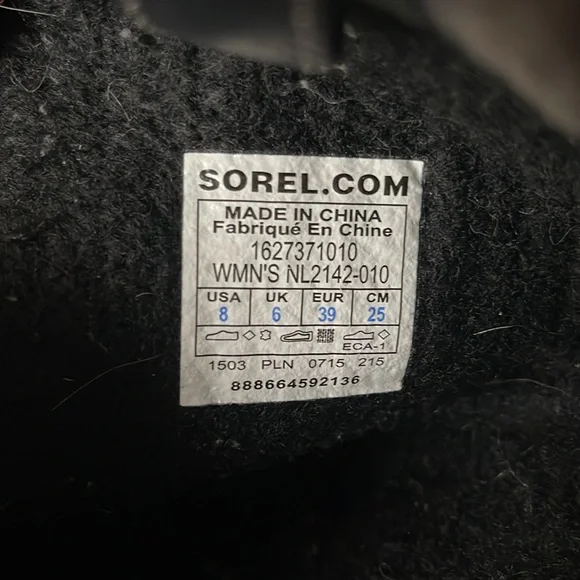 SOREL.COM
MADE IN CHINA
Fabriqué En Chine
1627371010
WMN'S NL2142-010
USA UK EUR CM
8 6 39 25
ECA-1
1503 PLN 0715 215
888664592136